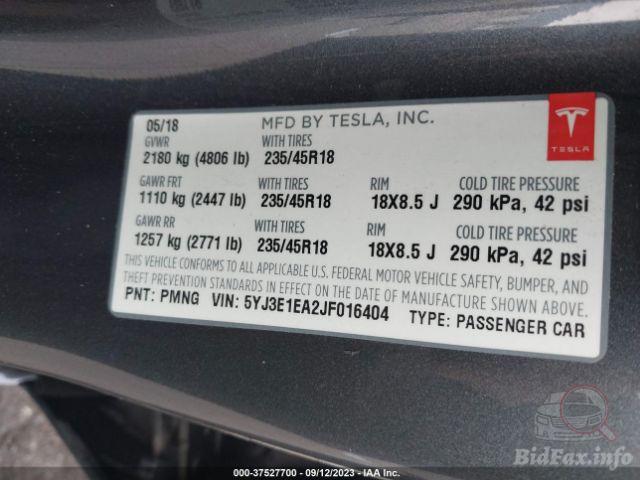 05/18 MFD BY TESLA, INC.
GVWR WITH TIRES
2180 kg (4806 lb) 235/45R18
GAWR FRT WITH TIRES RIM COLD TIRE PRESSURE
1110 kg (2447 lb) 235/45R18 18X8.5 J 290 kPa, 42 psi
GAWR RR WITH TIRES RIM COLD TIRE PRESSURE
1257 kg (2771 lb) 235/45R18 18X8.5 J 290 kPa, 42 psi
THIS VEHICLE CONFORMS TO ALL APPLICABLE U.S. FEDERAL MOTOR VEHICLE SAFETY, BUMPER, AND
THEFT PREVENTION STANDARDS IN EFFECT ON THE DATE OF MANUFACTURE SHOWN ABOVE.
PNT: PMNG VIN: 5YJ3E1EA2JF016404 TYPE: PASSENGER CAR
TESLA
BidFax.info
000-37527700 - 09/12/2023 - IAA Inc.